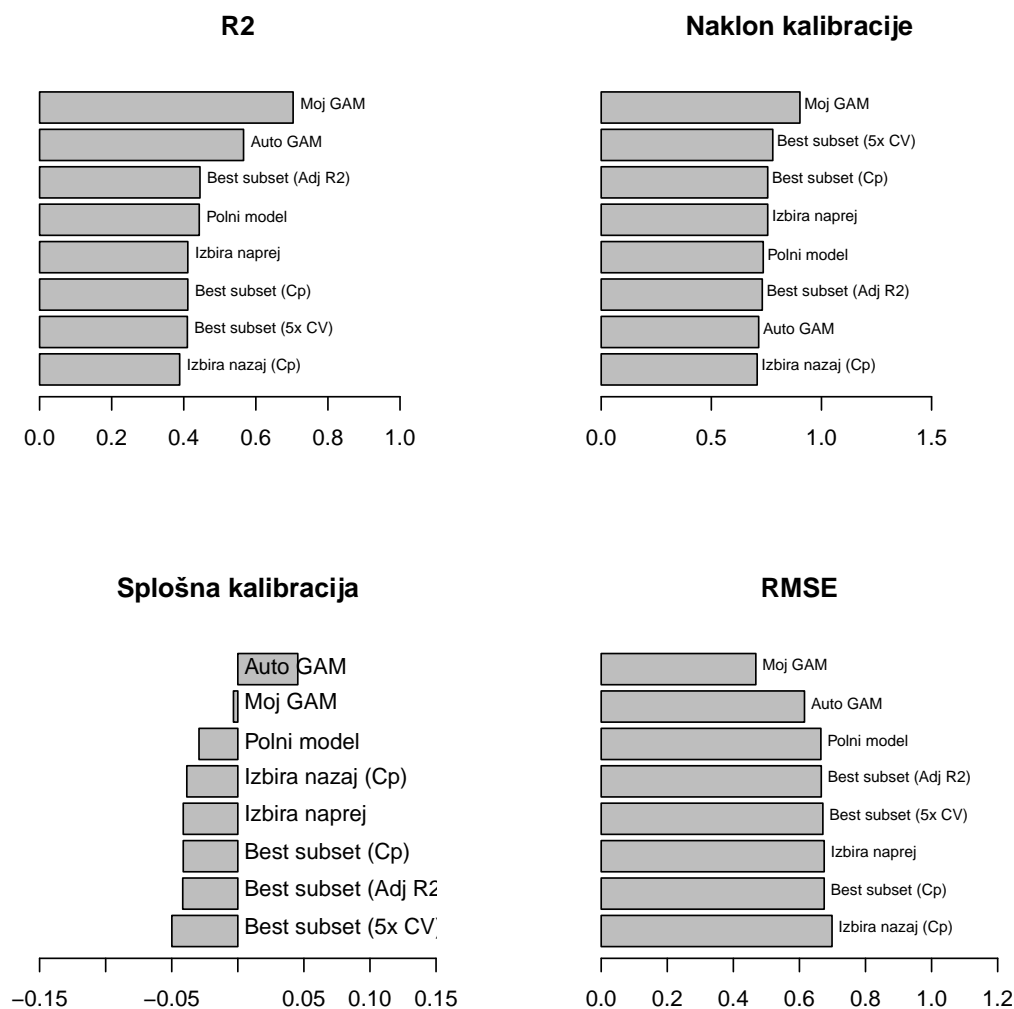 R2
Moj GAM
Auto GAM
Best subset (Adj R2)
Polni model
Izbira naprej
Best subset (Cp)
Best subset (5x CV)
Izbira nazaj (Cp)
0.0 0.2 0.4 0.6 0.8 1.0
Naklon kalibracije
Moj GAM
Best subset (5x CV)
Best subset (Cp)
Izbira naprej
Polni model
Best subset (Adj R2)
Auto GAM
Izbira nazaj (Cp)
0.0 0.5 1.0 1.5
Splošna kalibracija
Auto GAM
Moj GAM
Polni model
Izbira nazaj (Cp)
Izbira naprej
Best subset (Cp)
Best subset (Adj R2
Best subset (5x CV)
−0.15 −0.05 0.05 0.10 0.15
RMSE
Moj GAM
Auto GAM
Polni model
Best subset (Adj R2)
Best subset (5x CV)
Izbira naprej
Best subset (Cp)
Izbira nazaj (Cp)
0.0 0.2 0.4 0.6 0.8 1.0 1.2